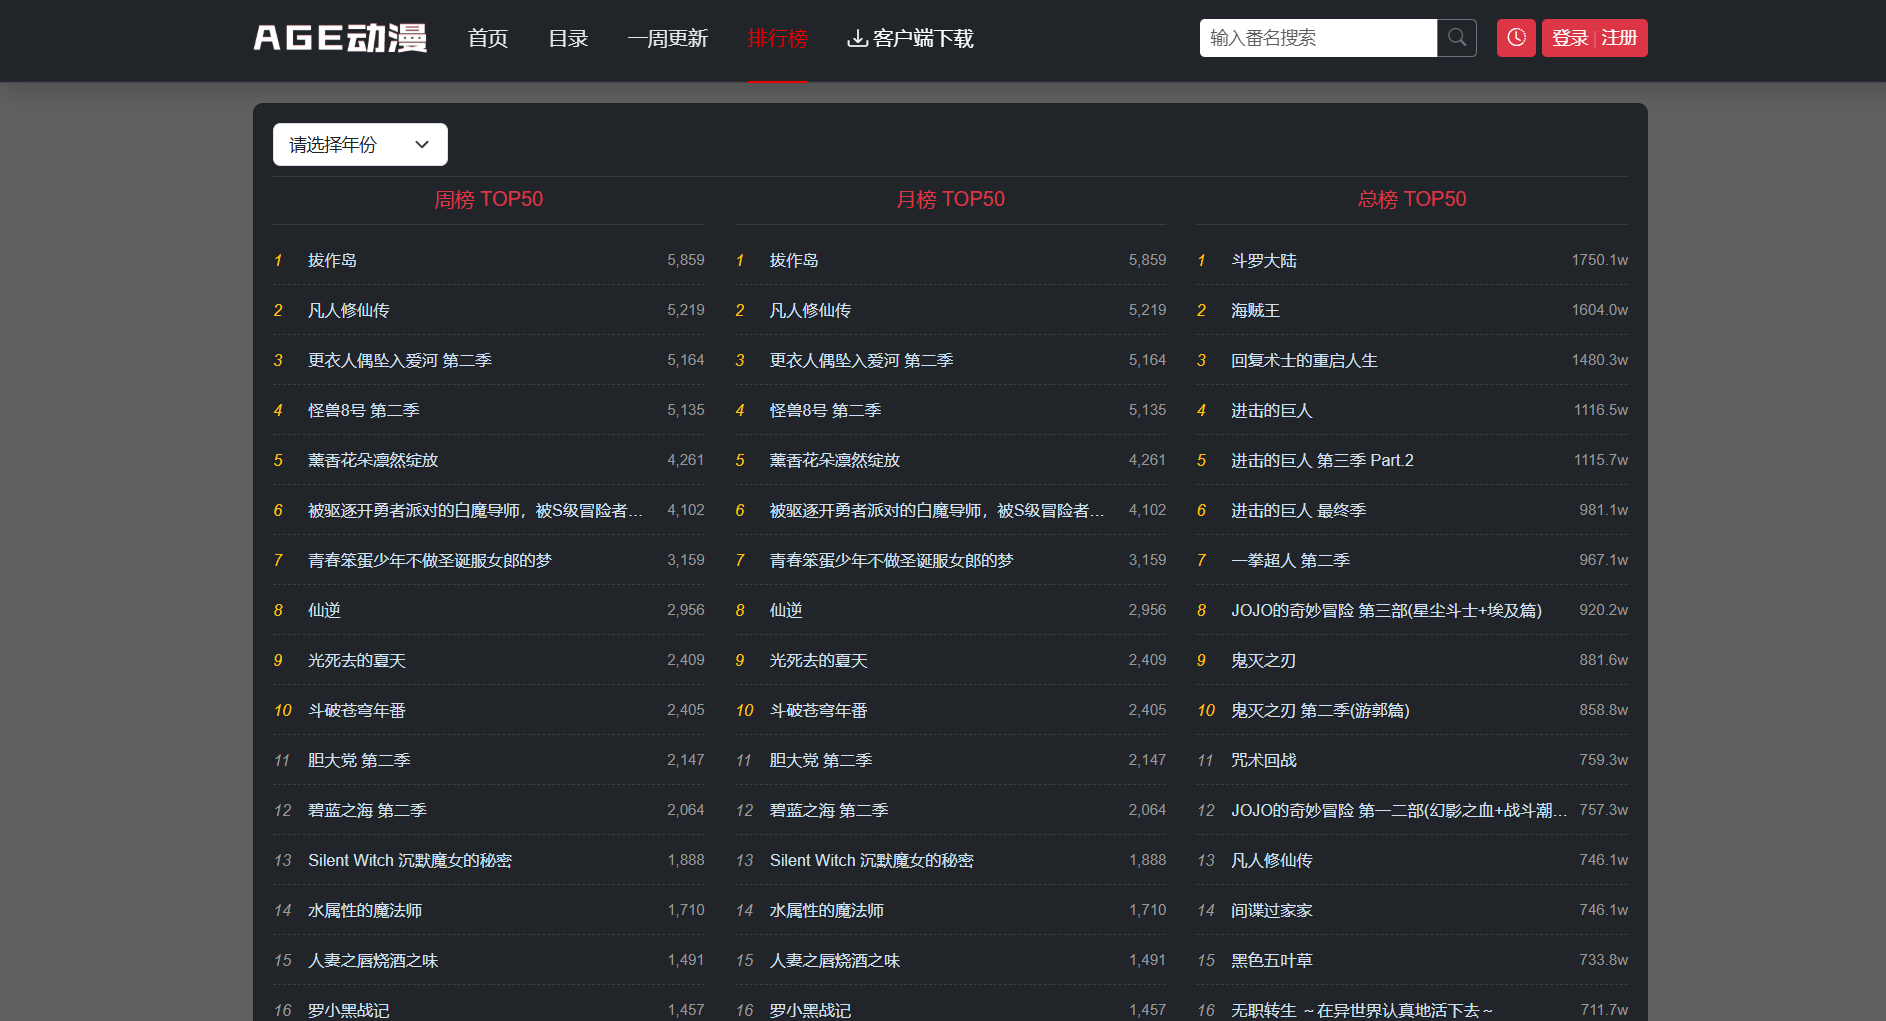 AGE动漫 首页 目录 一周更新 排行榜 客户端下载 输入番名搜索 登录 | 注册
请选择年份
周榜 TOP50
1 拔作岛 5,859
2 凡人修仙传 5,219
3 更衣人偶坠入爱河 第二季 5,164
4 怪兽8号 第二季 5,135
5 薰香花朵凛然绽放 4,261
6 被驱逐开勇者派对的白魔导师，被S级冒险者... 4,102
7 青春笨蛋少年不做圣诞服女郎的梦 3,159
8 仙逆 2,956
9 光死去的夏天 2,409
10 斗破苍穹年番 2,405
11 胆大党 第二季 2,147
12 碧蓝之海 第二季 2,064
13 Silent Witch 沉默魔女的秘密 1,888
14 水属性的魔法师 1,710
15 人妻之唇烧酒之味 1,491
16 罗小黑战记 1,457
月榜 TOP50
1 拔作岛 5,859
2 凡人修仙传 5,219
3 更衣人偶坠入爱河 第二季 5,164
4 怪兽8号 第二季 5,135
5 薰香花朵凛然绽放 4,261
6 被驱逐开勇者派对的白魔导师，被S级冒险者... 4,102
7 青春笨蛋少年不做圣诞服女郎的梦 3,159
8 仙逆 2,956
9 光死去的夏天 2,409
10 斗破苍穹年番 2,405
11 胆大党 第二季 2,147
12 碧蓝之海 第二季 2,064
13 Silent Witch 沉默魔女的秘密 1,888
14 水属性的魔法师 1,710
15 人妻之唇烧酒之味 1,491
16 罗小黑战记 1,457
总榜 TOP50
1 斗罗大陆 1750.1w
2 海贼王 1604.0w
3 回复术士的重启人生 1480.3w
4 进击的巨人 1116.5w
5 进击的巨人 第三季 Part.2 1115.7w
6 进击的巨人 最终季 981.1w
7 一拳超人 第二季 967.1w
8 JOJO的奇妙冒险 第三部(星尘斗士+埃及篇) 920.2w
9 鬼灭之刃 881.6w
10 鬼灭之刃 第二季(游郭篇) 858.8w
11 咒术回战 759.3w
12 JOJO的奇妙冒险 第一二部(幻影之血+战斗潮... 757.3w
13 凡人修仙传 746.1w
14 间谍过家家 746.1w
15 黑色五叶草 733.8w
16 无职转生 ～在异世界认真地活下去～ 711.7w